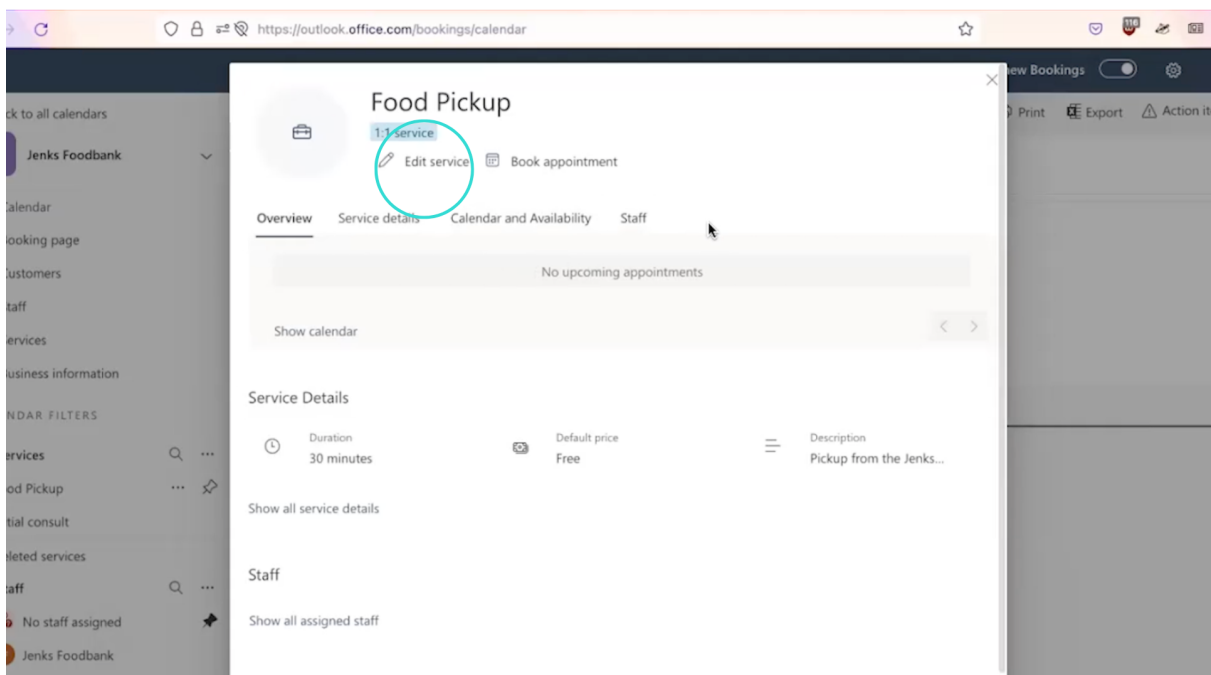 https://outlook.office.com/bookings/calendar
116
new Bookings
Print Export Action it
ck to all calendars
Jenks Foodbank
Calendar
ooking page
Customers
taff
ervices
usiness information
NDAR FILTERS
ervices
od Pickup
tial consult
eleted services
taff
No staff assigned
Jenks Foodbank
Food Pickup
1:1 service
Edit service Book appointment
Overview Service details Calendar and Availability Staff
No upcoming appointments
Show calendar
Service Details
Duration Default price Description
30 minutes Free Pickup from the Jenks...
Show all service details
Staff
Show all assigned staff